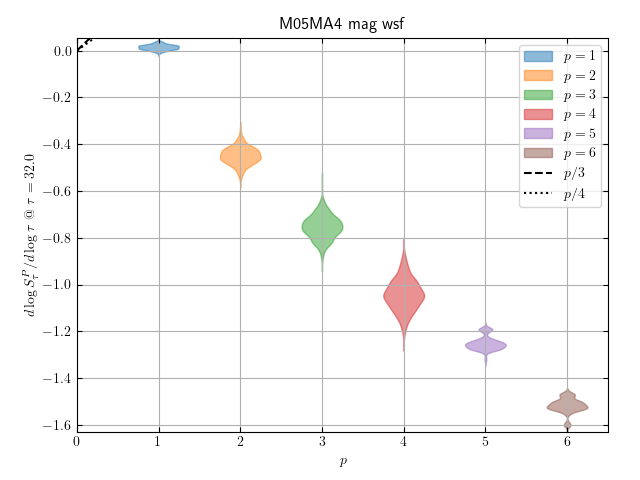 M05MA4 mag wsf
d log S_τ^P / d log τ @ τ = 32.0
0.0
−0.2
−0.4
−0.6
−0.8
−1.0
−1.2
−1.4
−1.6
0 1 2 3 4 5 6
p
p = 1
p = 2
p = 3
p = 4
p = 5
p = 6
p/3
p/4